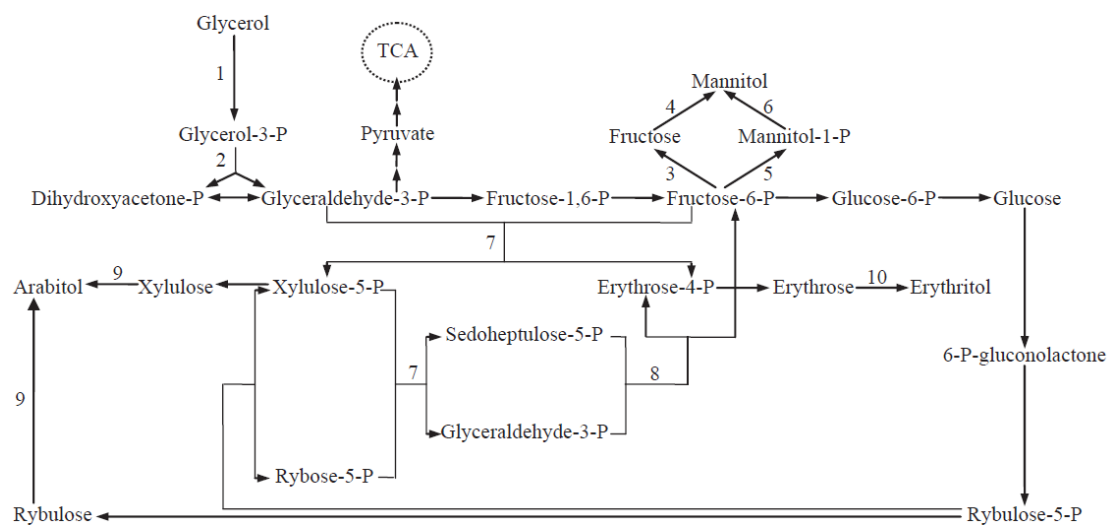 Glycerol
TCA
1
Mannitol
4
6
Glycerol-3-P
Pyruvate
Fructose
Mannitol-1-P
2
3
5
Dihydroxyacetone-P
Glyceraldehyde-3-P
Fructose-1,6-P
Fructose-6-P
Glucose-6-P
Glucose
7
9
10
Arabitol
Xylulose
Xylulose-5-P
Erythrose-4-P
Erythrose
Erythritol
Sedoheptulose-5-P
6-P-gluconolactone
7
8
9
Glyceraldehyde-3-P
Rybose-5-P
Rybulose
Rybulose-5-P